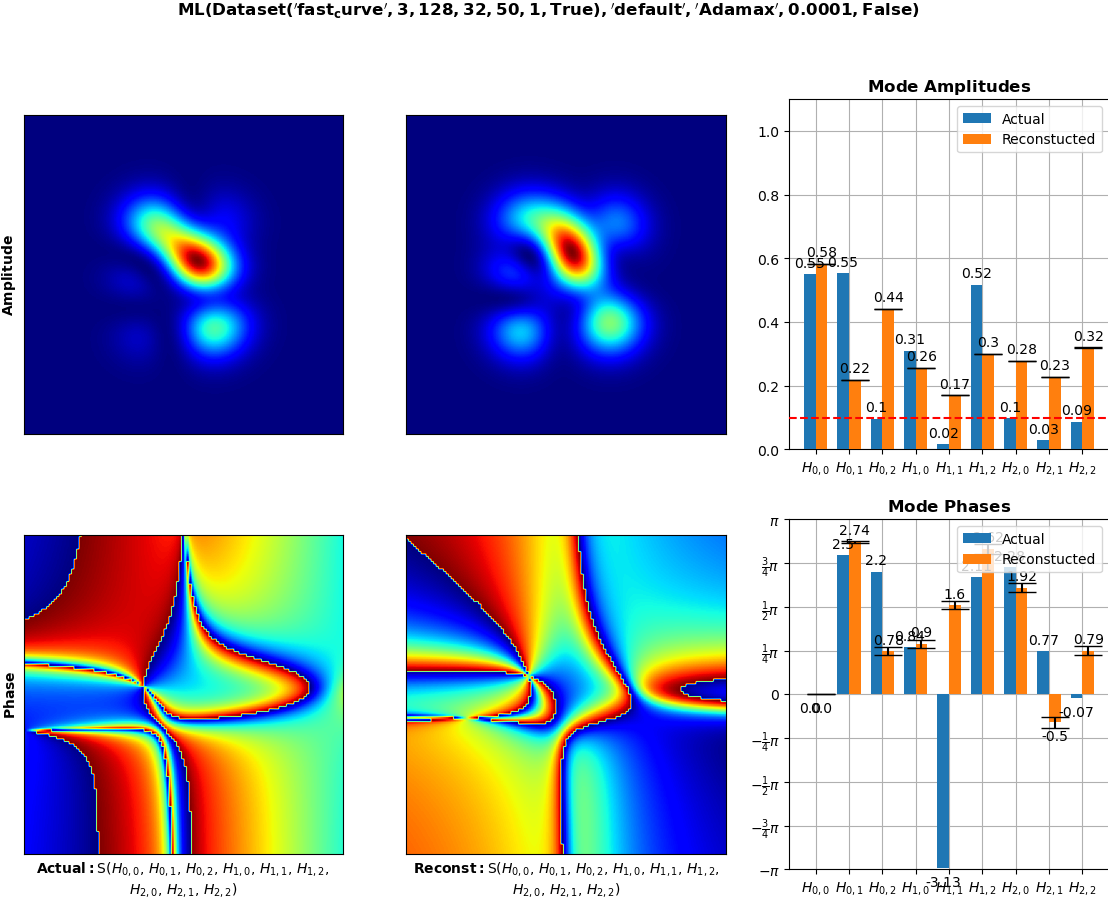 ML(Dataset('fast_curve', 3, 128, 32, 50, 1, True), 'default', 'Adamax', 0.0001, False)
Amplitude
Mode Amplitudes
Actual
Reconstucted
1.0
0.8
0.6
0.4
0.2
0.0
0.55 0.58 0.55 0.22 0.1 0.44 0.31 0.26 0.02 0.17 0.52 0.3 0.1 0.28 0.03 0.23 0.09 0.32
H0,0 H0,1 H0,2 H1,0 H1,1 H1,2 H2,0 H2,1 H2,2
Phase
Mode Phases
Actual
Reconstucted
π
3/4π
1/2π
1/4π
0
−1/4π
−1/2π
−3/4π
−π
0.0 0.0 2.5 2.74 2.2 0.78 0.84 0.9 -3.13 1.6 2.11 1.92 0.77 -0.5 -0.07 0.79
H0,0 H0,1 H0,2 H1,0 H1,1 H1,2 H2,0 H2,1 H2,2
Actual: S(H0,0, H0,1, H0,2, H1,0, H1,1, H1,2,
H2,0, H2,1, H2,2)
Reconst: S(H0,0, H0,1, H0,2, H1,0, H1,1, H1,2,
H2,0, H2,1, H2,2)